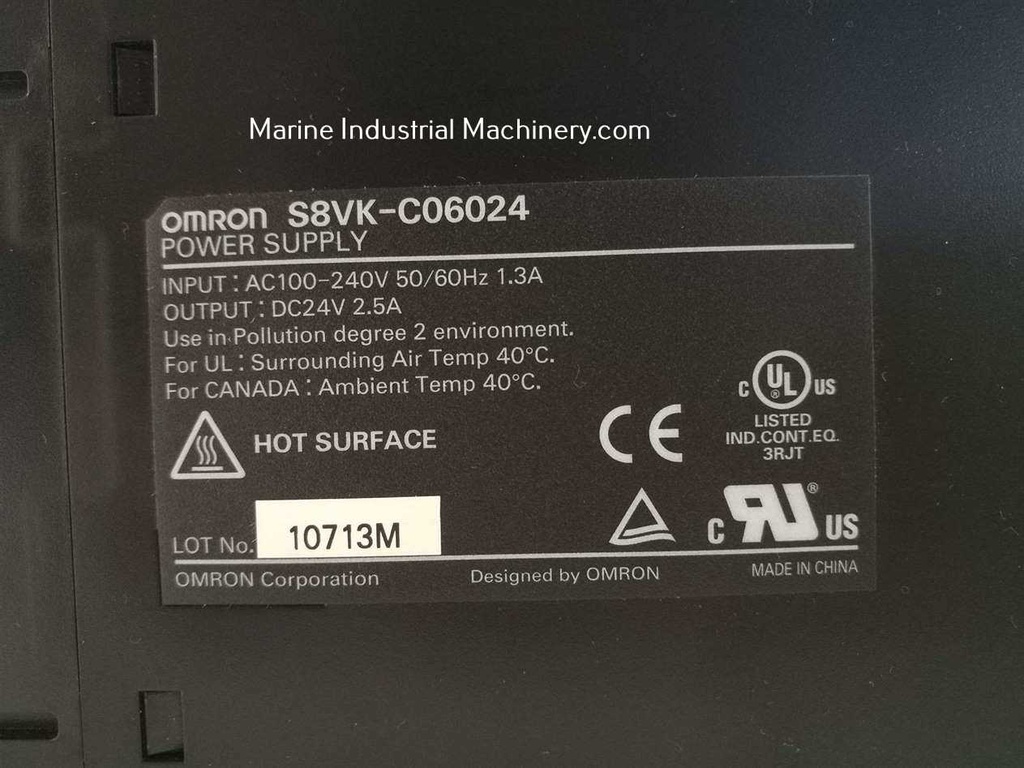 Marine Industrial Machinery.com
OMRON S8VK-C06024
POWER SUPPLY
INPUT : AC100-240V 50/60Hz 1.3A
OUTPUT : DC24V 2.5A
Use in Pollution degree 2 environment.
For UL : Surrounding Air Temp 40°C.
For CANADA : Ambient Temp 40°C.
HOT SURFACE
CE
C UL ® US
LISTED
IND.CONT.EQ.
3RJT
LOT No. 10713M
C RU ® US
OMRON Corporation Designed by OMRON MADE IN CHINA